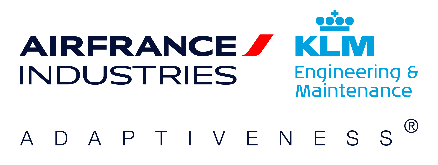 AIRFRANCE
INDUSTRIES
KLM
Engineering &
Maintenance
ADAPTIVENESS®